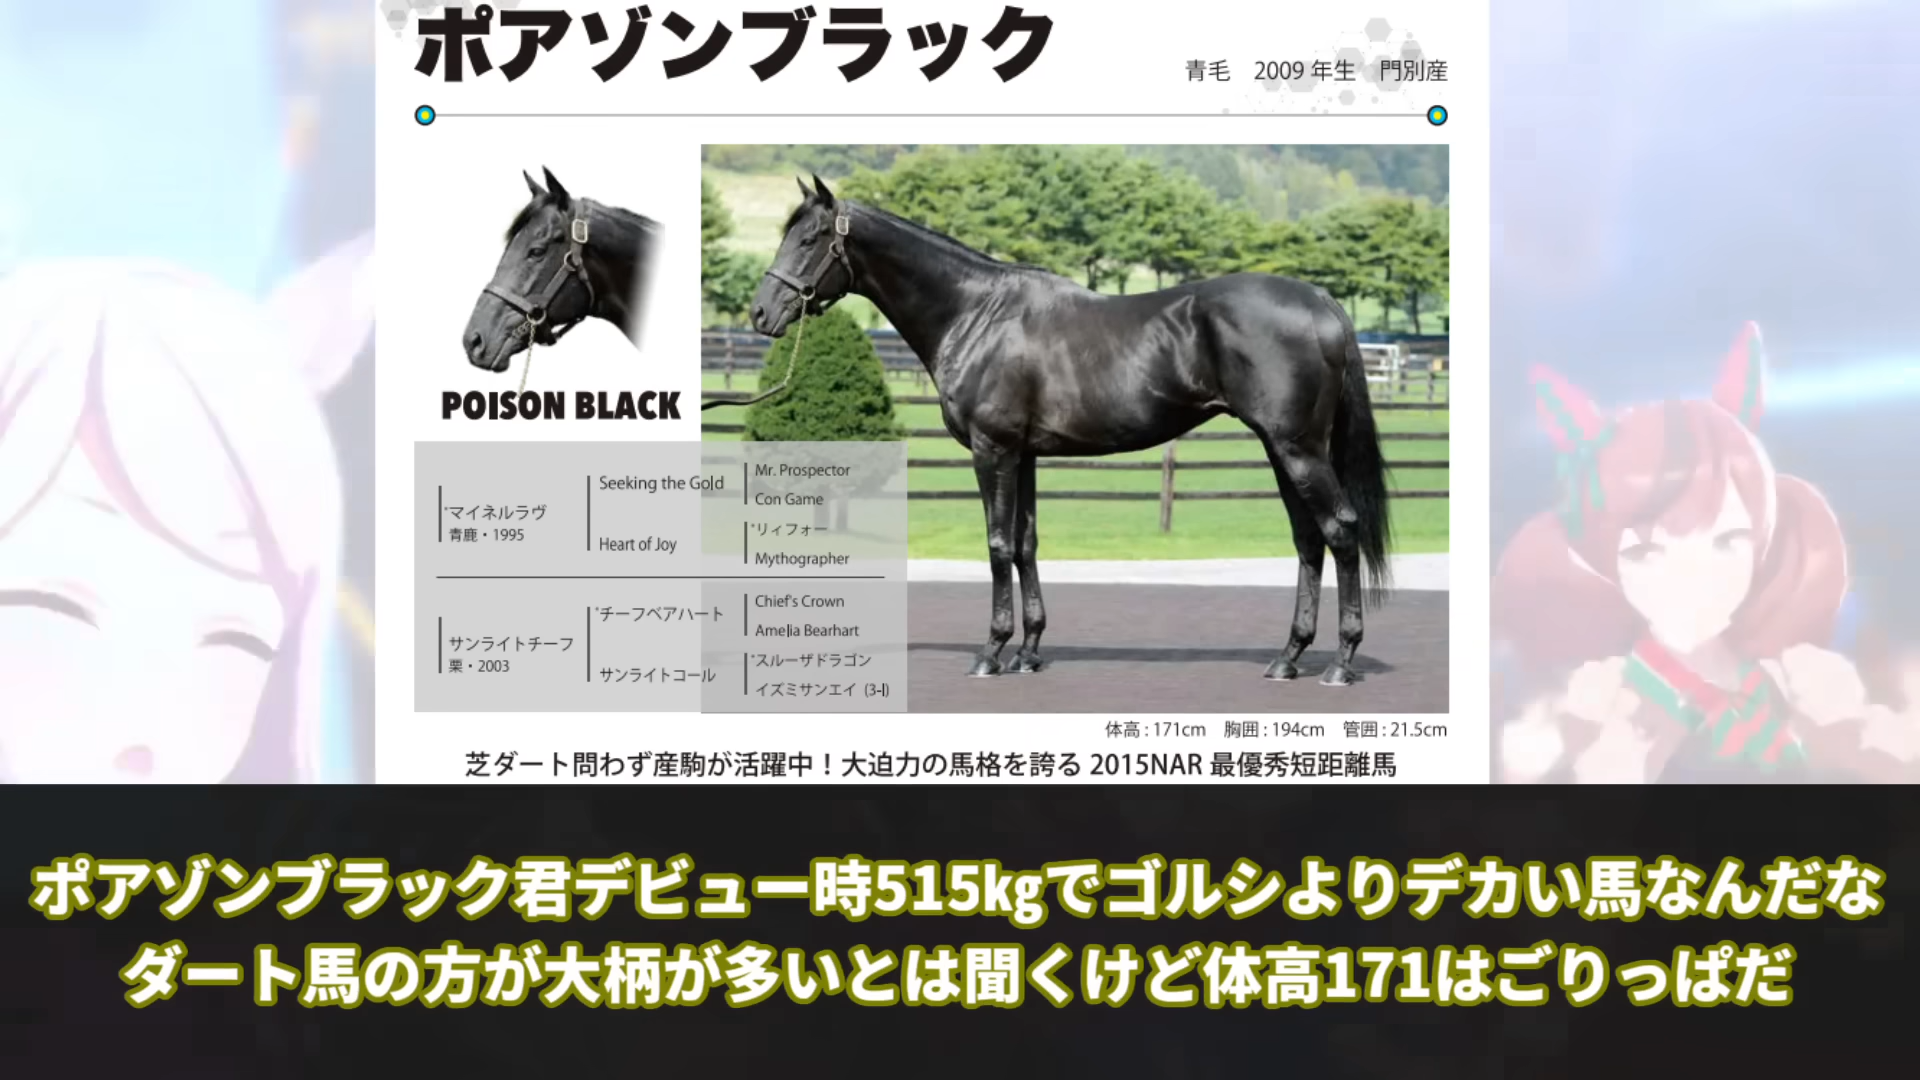 ポアゾンブラック
青毛 2009 年生 門別産
POISON BLACK
*マイネルラヴ
青鹿・1995
Seeking the Gold
Heart of Joy
Mr. Prospector
Con Game
*リィフォー
Mythographer
サンライトチーフ
栗・2003
*チーフベアハート
サンライトコール
Chief's Crown
Amelia Bearhart
*スルーザドラゴン
イズミサンエイ (3-l)
体高 : 171cm 胸囲 : 194cm 管囲 : 21.5cm
芝ダート問わず産駒が活躍中！大迫力の馬格を誇る 2015NAR 最優秀短距離馬
ポアゾンブラック君デビュー時515㎏でゴルシよりデカい馬なんだな
ダート馬の方が大柄が多いとは聞くけど体高171はごりっぱだ